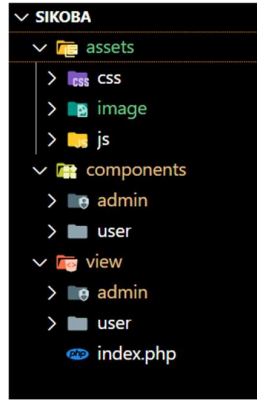 SIKOBA
assets
css
image
js
components
admin
user
view
admin
user
index.php